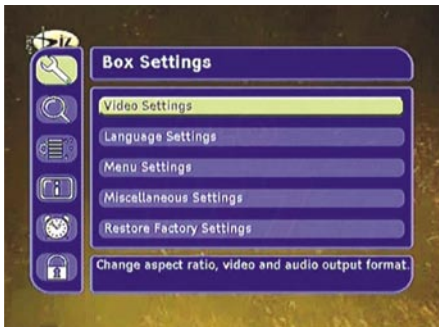 Box Settings
Video Settings
Language Settings
Menu Settings
Miscellaneous Settings
Restore Factory Settings
Change aspect ratio, video and audio output format.